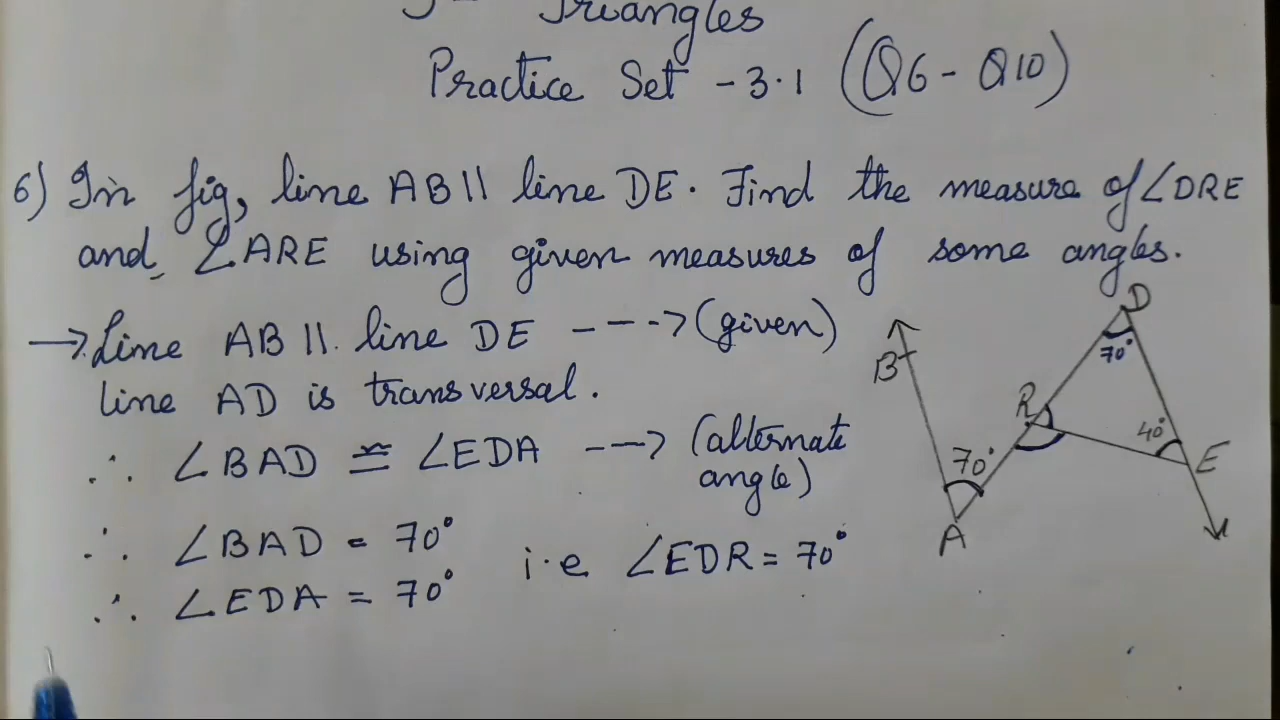 3 - Triangles
Practice Set - 3.1 (Q6 - Q10)
6) In fig, line AB || line DE. Find the measure of ∠DRE
and, ∠ARE using given measures of some angles.
→ Line AB ||. line DE ----> (given)
line AD is transversal.
∴ ∠BAD ≅ ∠EDA ---> (alternate
angle)
∴ ∠BAD = 70°
i.e ∠EDR = 70°
∴ ∠EDA = 70°
D
70°
B
R
40°
E
70°
A